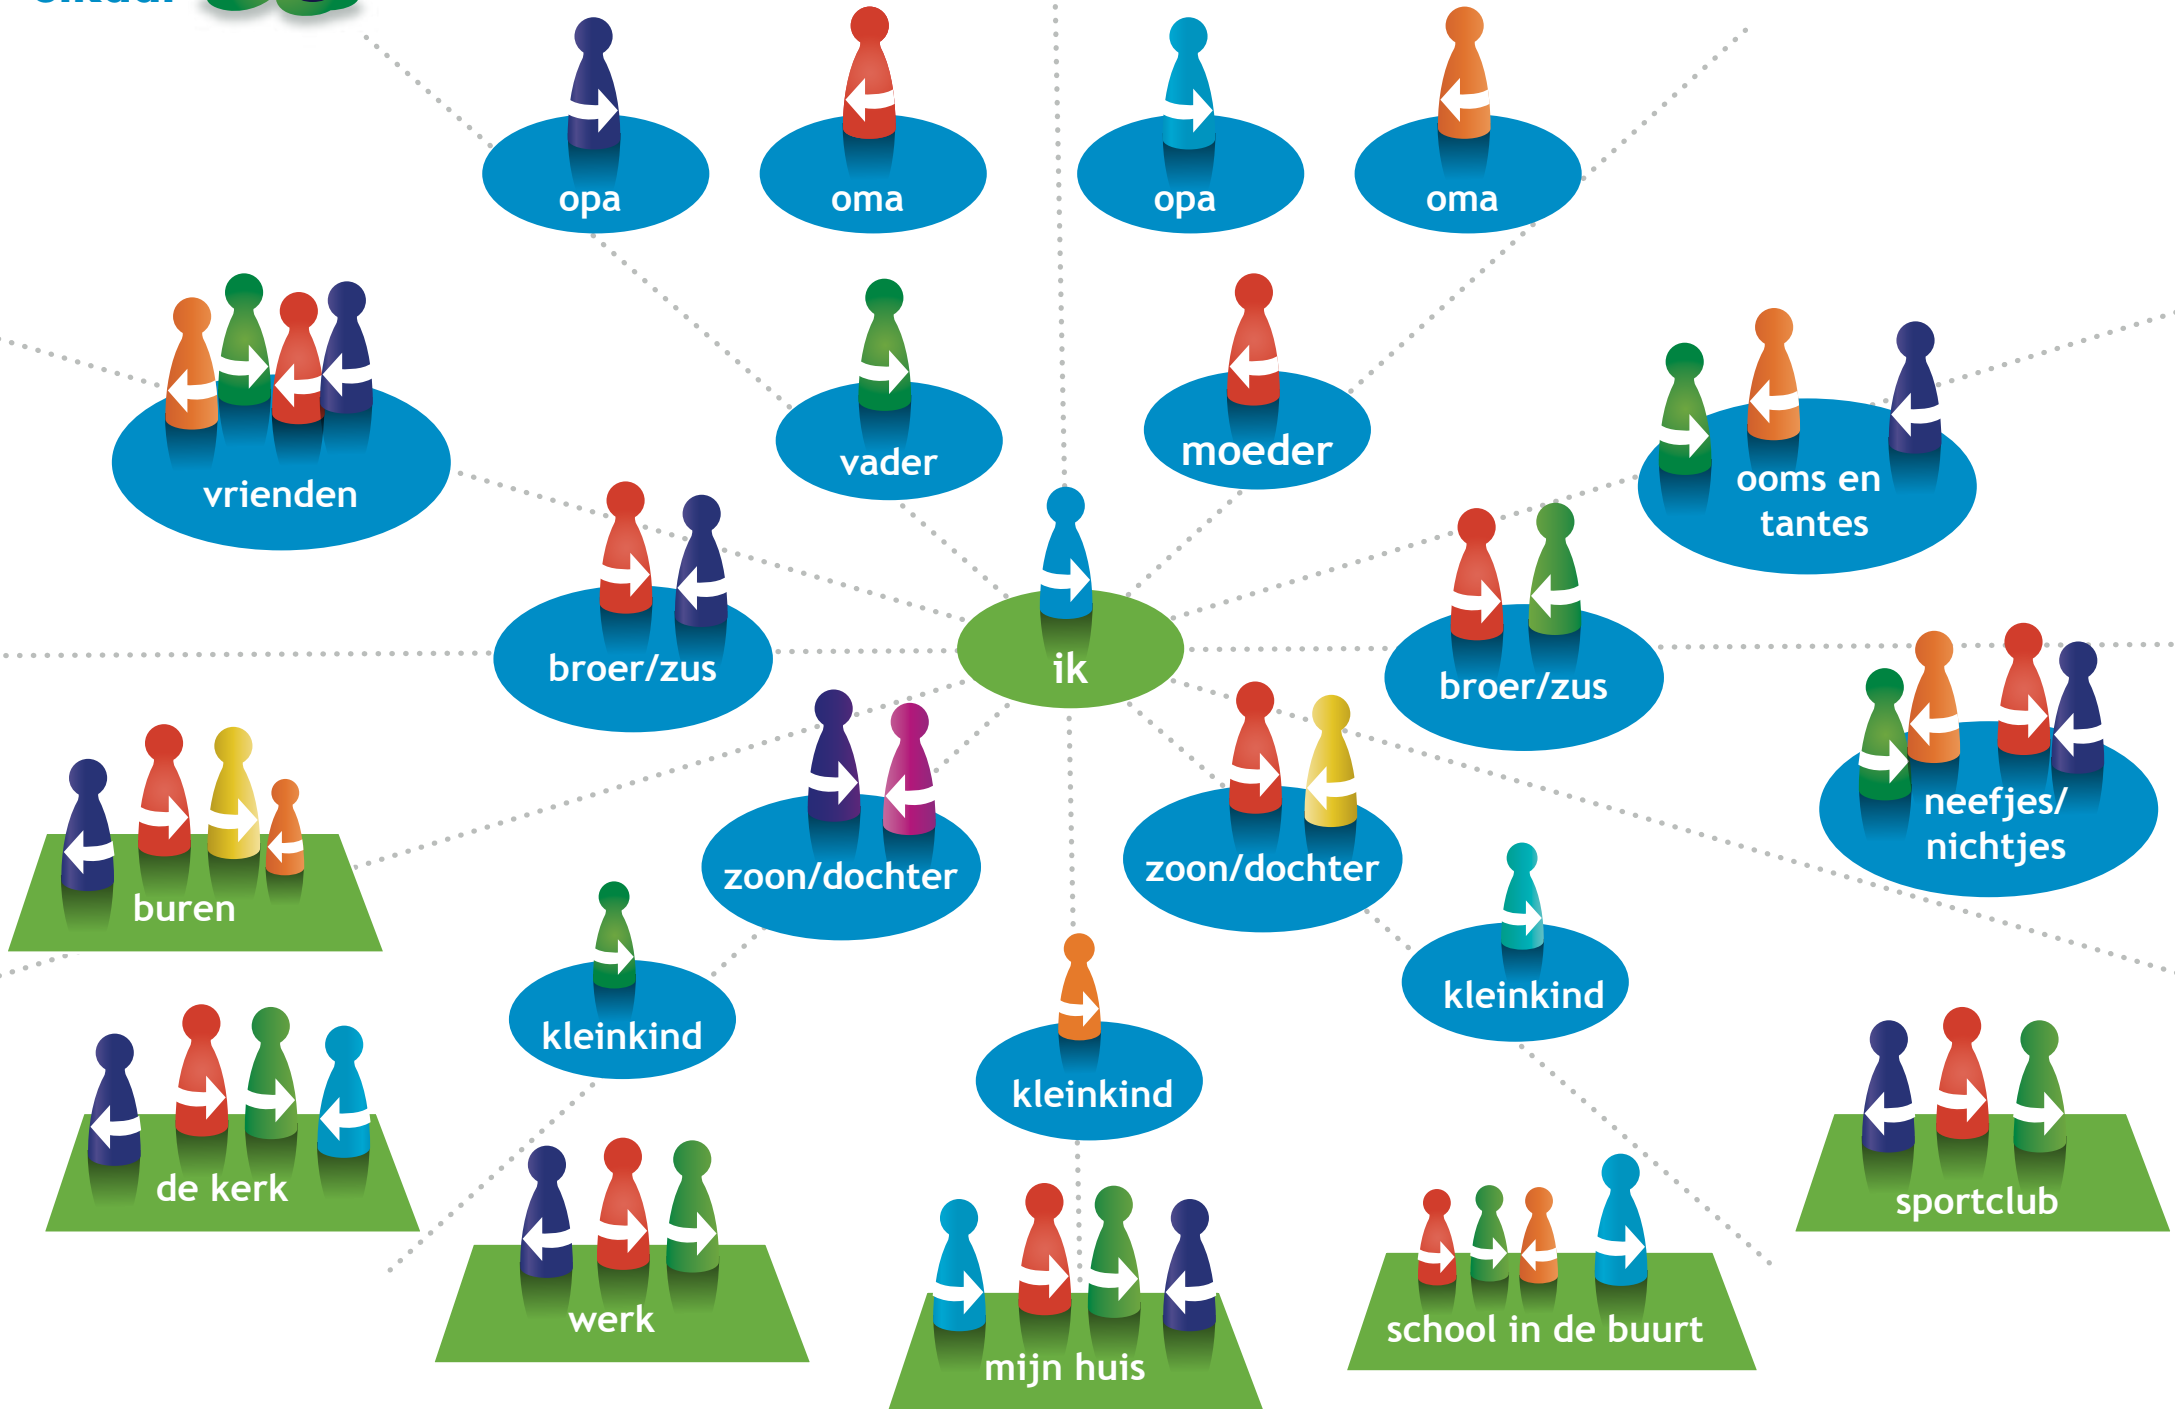 opa
oma
opa
oma
vader
moeder
vrienden
ooms en
tantes
broer/zus
ik
broer/zus
neefjes/
nichtjes
zoon/dochter
zoon/dochter
buren
kleinkind
kleinkind
kleinkind
de kerk
sportclub
werk
school in de buurt
mijn huis